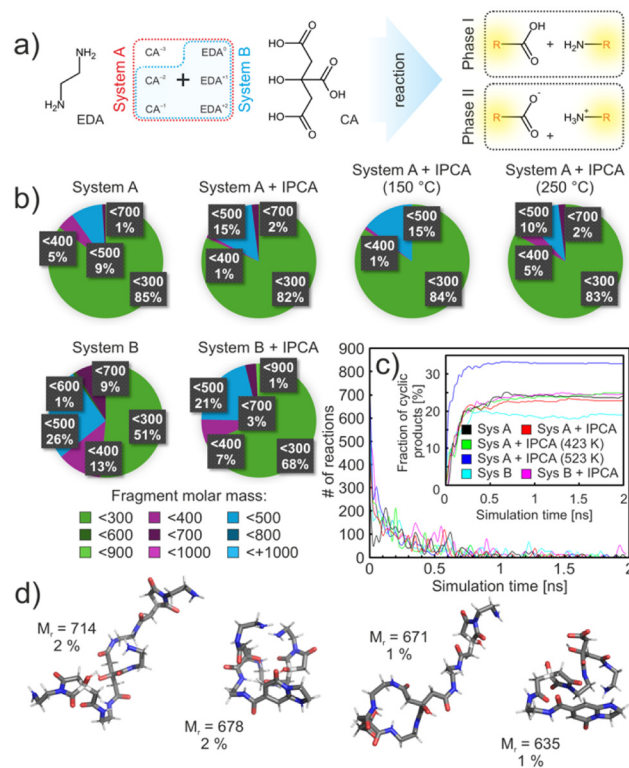 a)
NH2
H2N
EDA
System A
CA-3
EDA0
CA-2
+
EDA+1
CA-1
EDA+2
System B
HO
O
O
HO
OH
HO
O
CA
reaction
Phase I
OH
R
O
+
H2N
R
Phase II
O-
R
O
+
H3N+
R
b)
System A
<700
1%
<400
5%
<500
9%
<300
85%
System A + IPCA
<500
15%
<700
2%
<400
1%
<300
82%
System A + IPCA
(150 °C)
<500
15%
<400
1%
<300
84%
System A + IPCA
(250 °C)
<500
10%
<700
2%
<400
5%
<300
83%
System B
<600
1%
<700
9%
<500
26%
<300
51%
<400
13%
System B + IPCA
<900
1%
<500
21%
<700
3%
<400
7%
<300
68%
Fragment molar mass:
<300
<400
<500
<600
<700
<800
<900
<1000
<+1000
c)
# of reactions
900
800
700
600
500
400
300
200
100
0
0
0.5
1.0
1.5
2.0
Simulation time [ns]
Fraction of cyclic
products [%]
30
20
10
0
0
0.5
1
1.5
2
Simulation time [ns]
Sys A
Sys A + IPCA
Sys A + IPCA (423 K)
Sys A + IPCA (523 K)
Sys B
Sys B + IPCA
d)
Mr = 714
2 %
Mr = 678
2 %
Mr = 671
1 %
Mr = 635
1 %